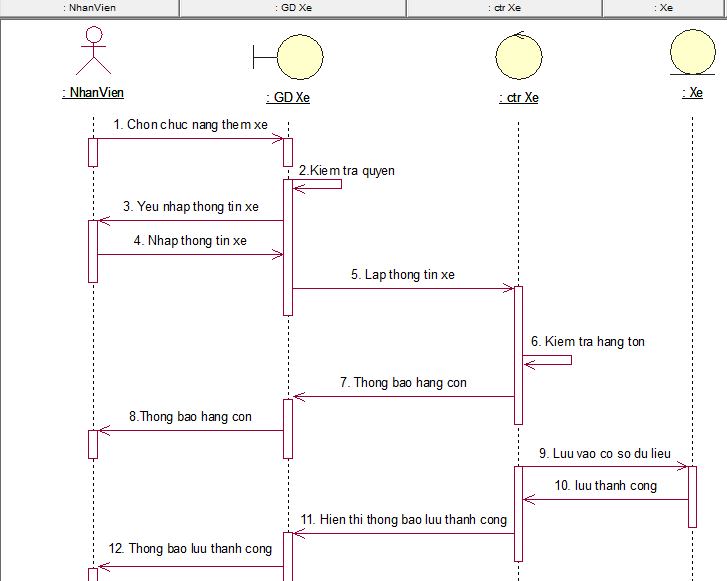 : NhanVien
: GD Xe
: ctr Xe
: Xe
: NhanVien
: GD Xe
: ctr Xe
: Xe
1. Chon chuc nang them xe
2.Kiem tra quyen
3. Yeu nhap thong tin xe
4. Nhap thong tin xe
5. Lap thong tin xe
6. Kiem tra hang ton
7. Thong bao hang con
8.Thong bao hang con
9. Luu vao co so du lieu
10. luu thanh cong
11. Hien thi thong bao luu thanh cong
12. Thong bao luu thanh cong